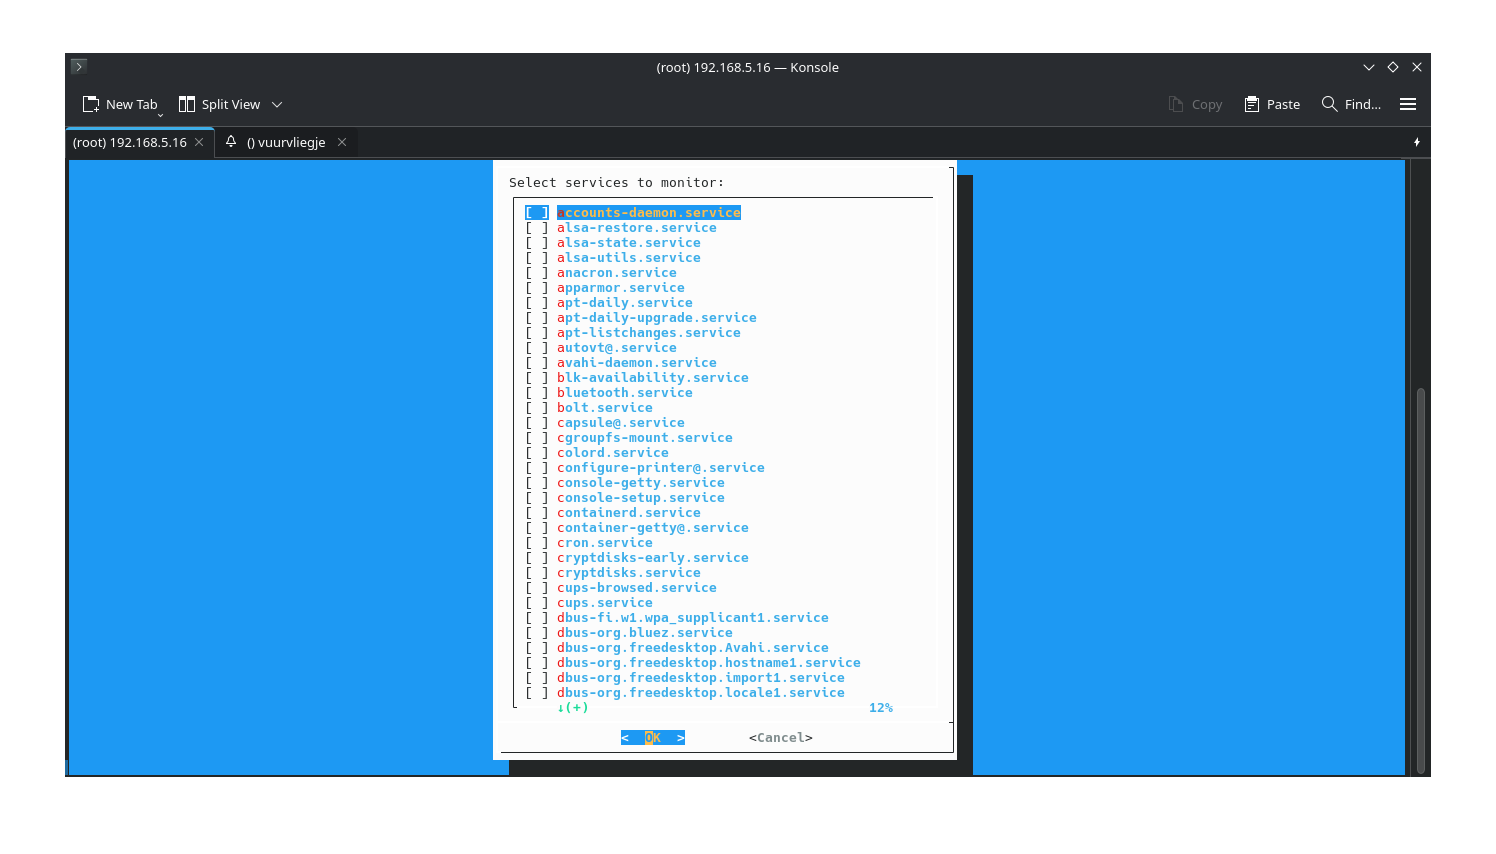 (root) 192.168.5.16 — Konsole
New Tab Split View Copy Paste Find...
(root) 192.168.5.16 () vuurvliegje
Select services to monitor:
[ ] accounts-daemon.service
[ ] alsa-restore.service
[ ] alsa-state.service
[ ] alsa-utils.service
[ ] anacron.service
[ ] apparmor.service
[ ] apt-daily.service
[ ] apt-daily-upgrade.service
[ ] apt-listchanges.service
[ ] autovt@.service
[ ] avahi-daemon.service
[ ] blk-availability.service
[ ] bluetooth.service
[ ] bolt.service
[ ] capsule@.service
[ ] cgroupfs-mount.service
[ ] colord.service
[ ] configure-printer@.service
[ ] console-getty.service
[ ] console-setup.service
[ ] containerd.service
[ ] container-getty@.service
[ ] cron.service
[ ] cryptdisks-early.service
[ ] cryptdisks.service
[ ] cups-browsed.service
[ ] cups.service
[ ] dbus-fi.w1.wpa_supplicant1.service
[ ] dbus-org.bluez.service
[ ] dbus-org.freedesktop.Avahi.service
[ ] dbus-org.freedesktop.hostname1.service
[ ] dbus-org.freedesktop.import1.service
[ ] dbus-org.freedesktop.locale1.service
↓(+) 12%
< OK > <Cancel>